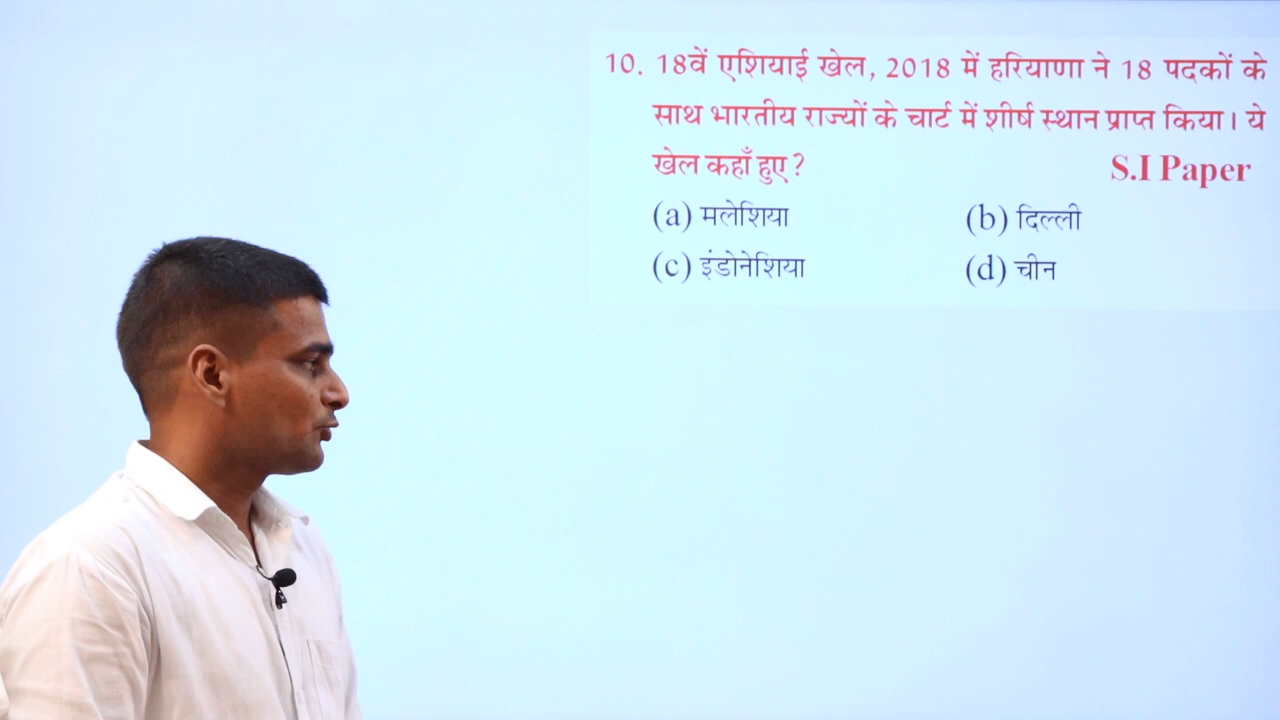 10. 18वें एशियाई खेल, 2018 में हरियाणा ने 18 पदकों के
साथ भारतीय राज्यों के चार्ट में शीर्ष स्थान प्राप्त किया। ये
खेल कहाँ हुए? S.I Paper
(a) मलेशिया (b) दिल्ली
(c) इंडोनेशिया (d) चीन